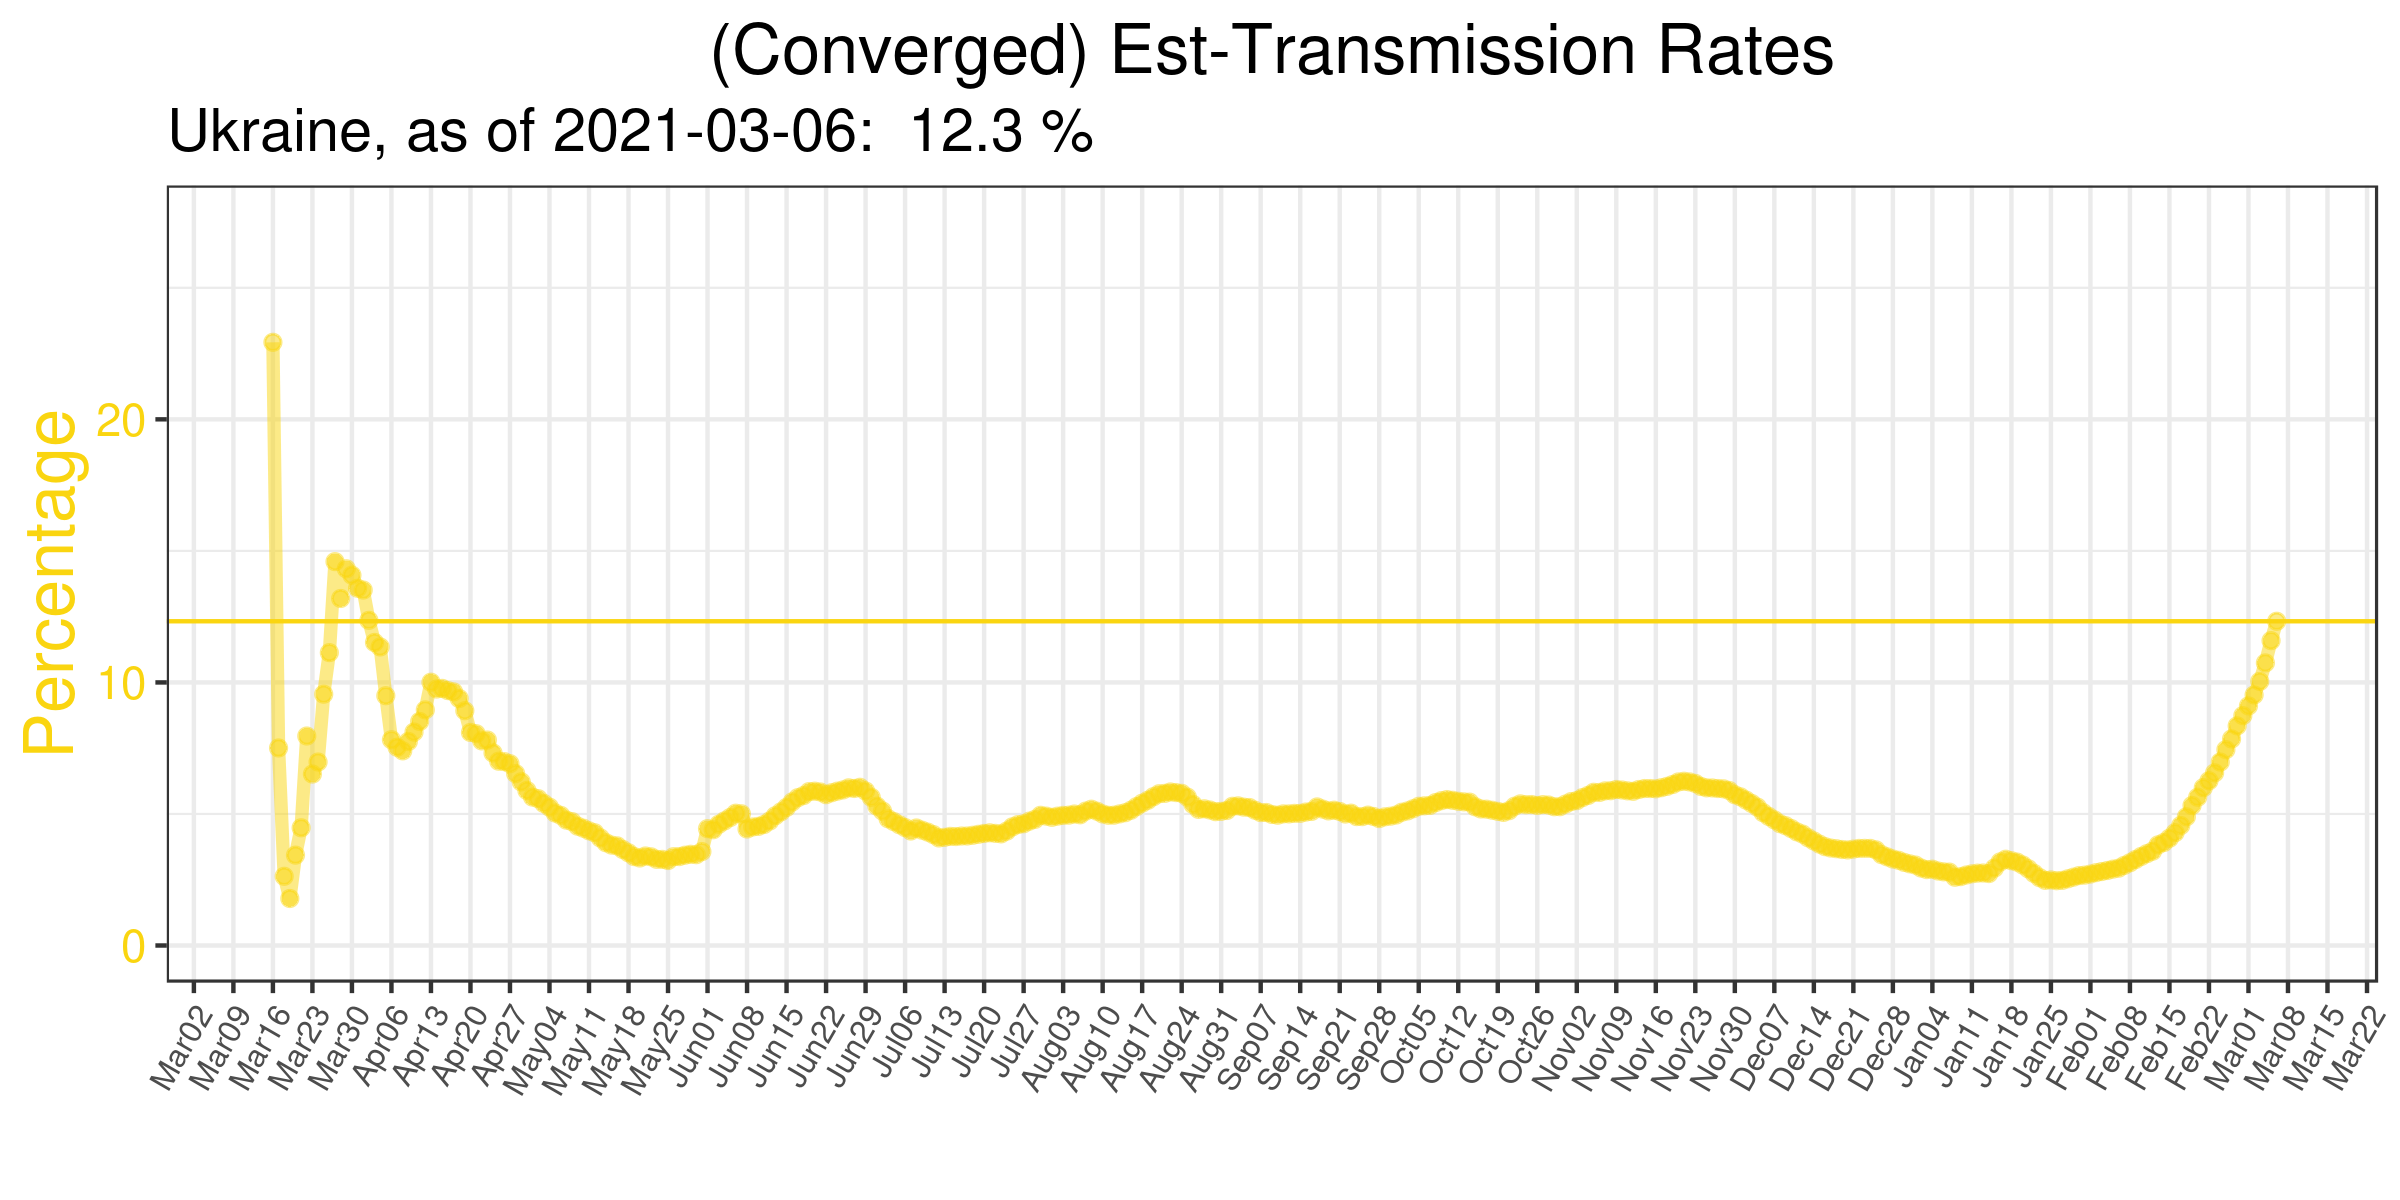 (Converged) Est-Transmission Rates
Ukraine, as of 2021-03-06:  12.3 %
Percentage
20
10
0
Mar02
Mar09
Mar16
Mar23
Mar30
Apr06
Apr13
Apr20
Apr27
May04
May11
May18
May25
Jun01
Jun08
Jun15
Jun22
Jun29
Jul06
Jul13
Jul20
Jul27
Aug03
Aug10
Aug17
Aug24
Aug31
Sep07
Sep14
Sep21
Sep28
Oct05
Oct12
Oct19
Oct26
Nov02
Nov09
Nov16
Nov23
Nov30
Dec07
Dec14
Dec21
Dec28
Jan04
Jan11
Jan18
Jan25
Feb01
Feb08
Feb15
Feb22
Mar01
Mar08
Mar15
Mar22